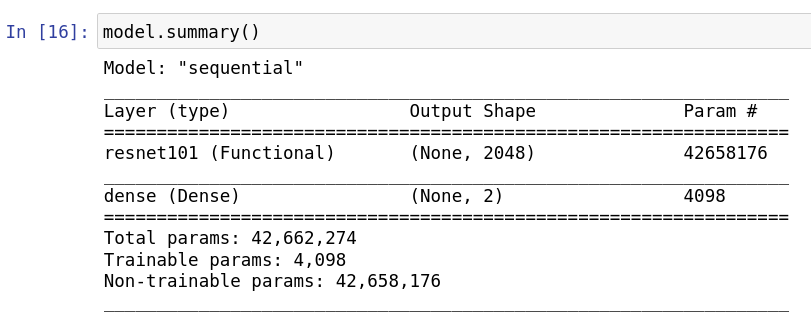 In [16]: model.summary()
Model: "sequential"
_________________________________________________________________
Layer (type)                 Output Shape              Param #
=================================================================
resnet101 (Functional)       (None, 2048)              42658176
_________________________________________________________________
dense (Dense)                (None, 2)                 4098
=================================================================
Total params: 42,662,274
Trainable params: 4,098
Non-trainable params: 42,658,176
_________________________________________________________________